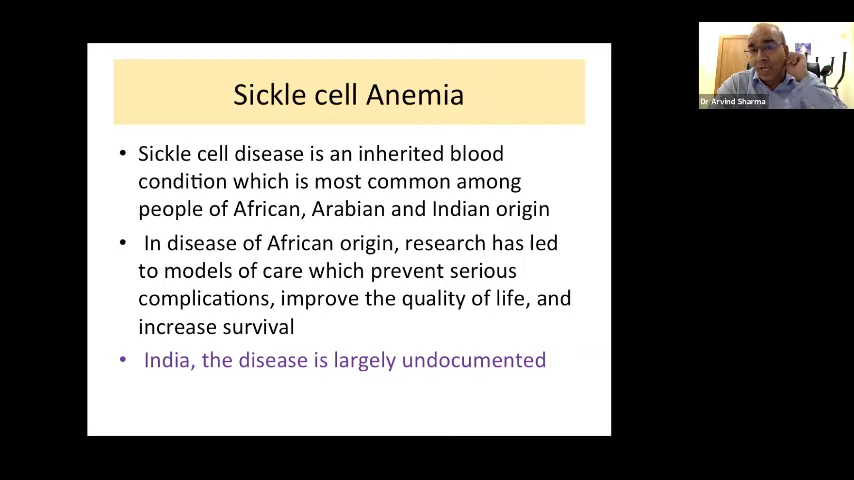 Sickle cell Anemia
• Sickle cell disease is an inherited blood
condition which is most common among
people of African, Arabian and Indian origin
• In disease of African origin, research has led
to models of care which prevent serious
complications, improve the quality of life, and
increase survival
• India, the disease is largely undocumented
Dr Arvind Sharma